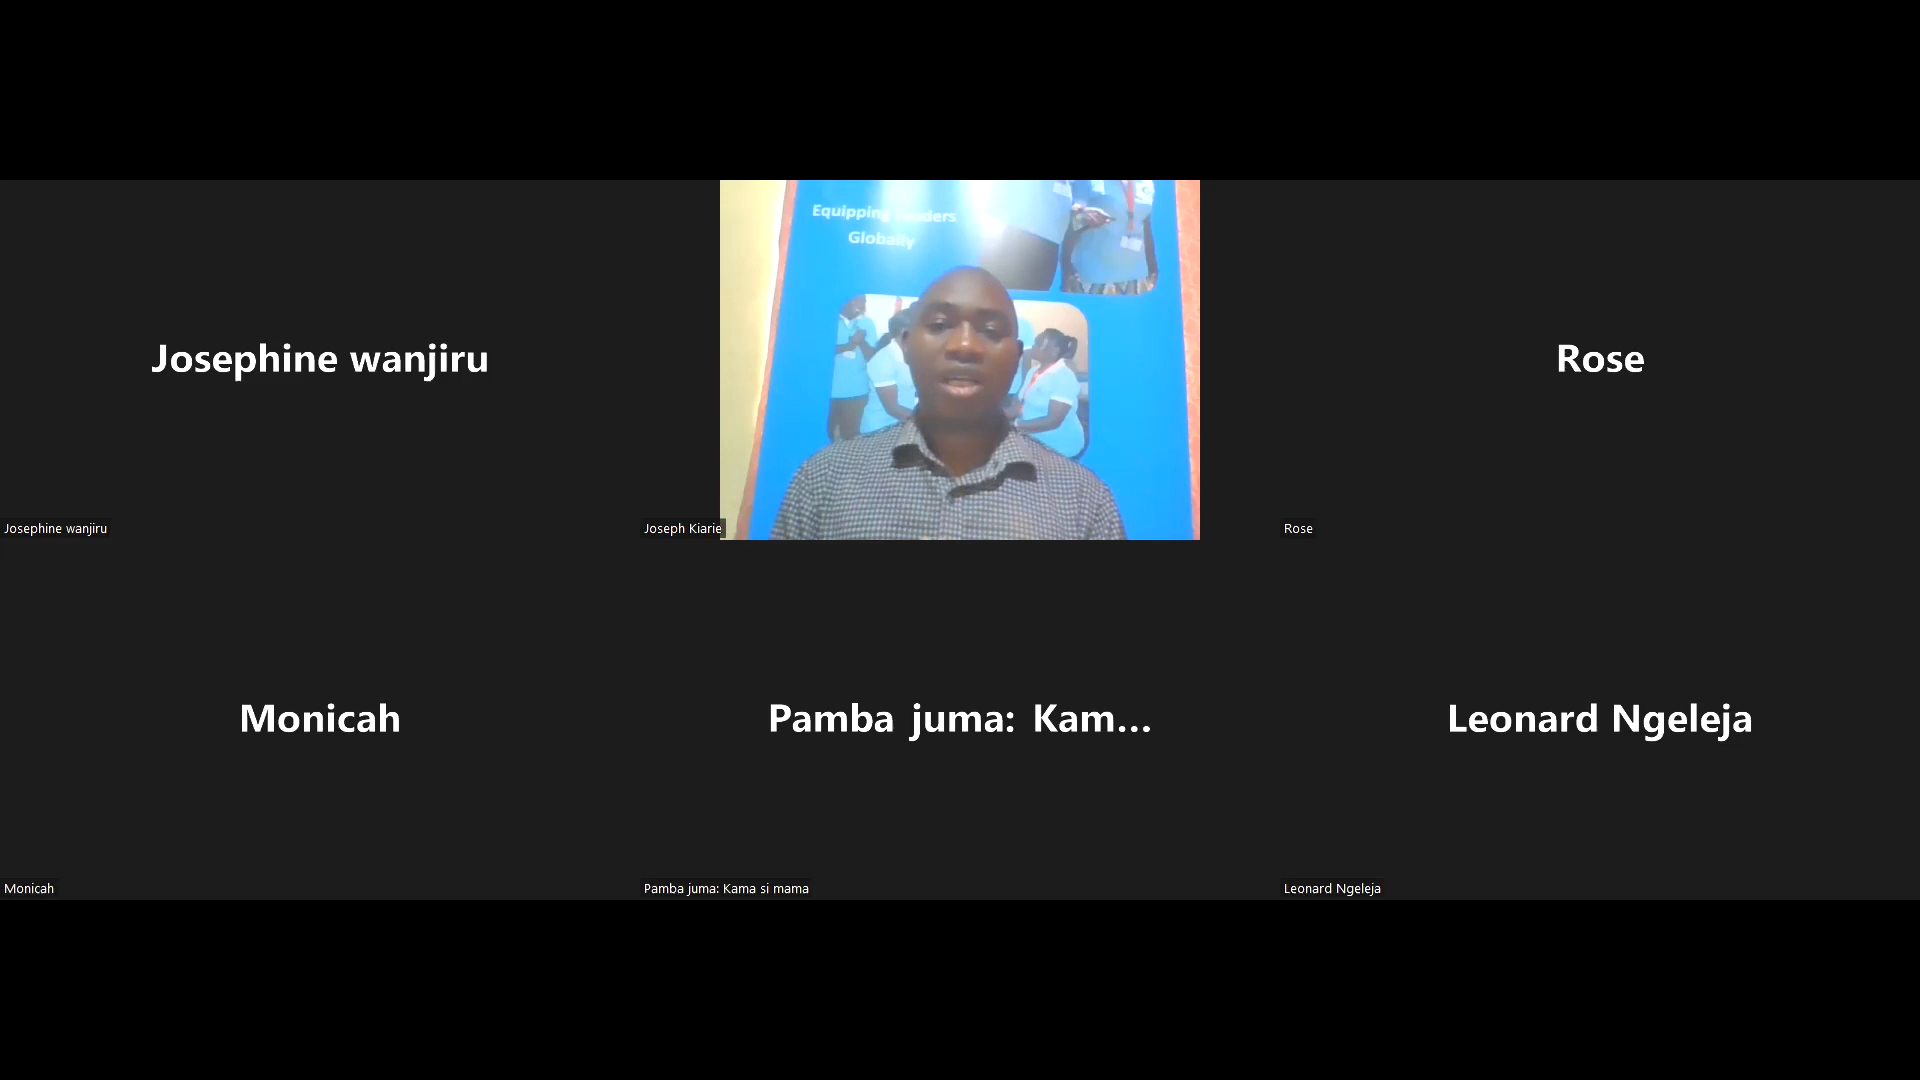 Josephine wanjiru
Josephine wanjiru
Equipping
Globally
Joseph Kiarie
Rose
Rose
Monicah
Monicah
Pamba juma: Kam...
Pamba juma: Kama si mama
Leonard Ngeleja
Leonard Ngeleja